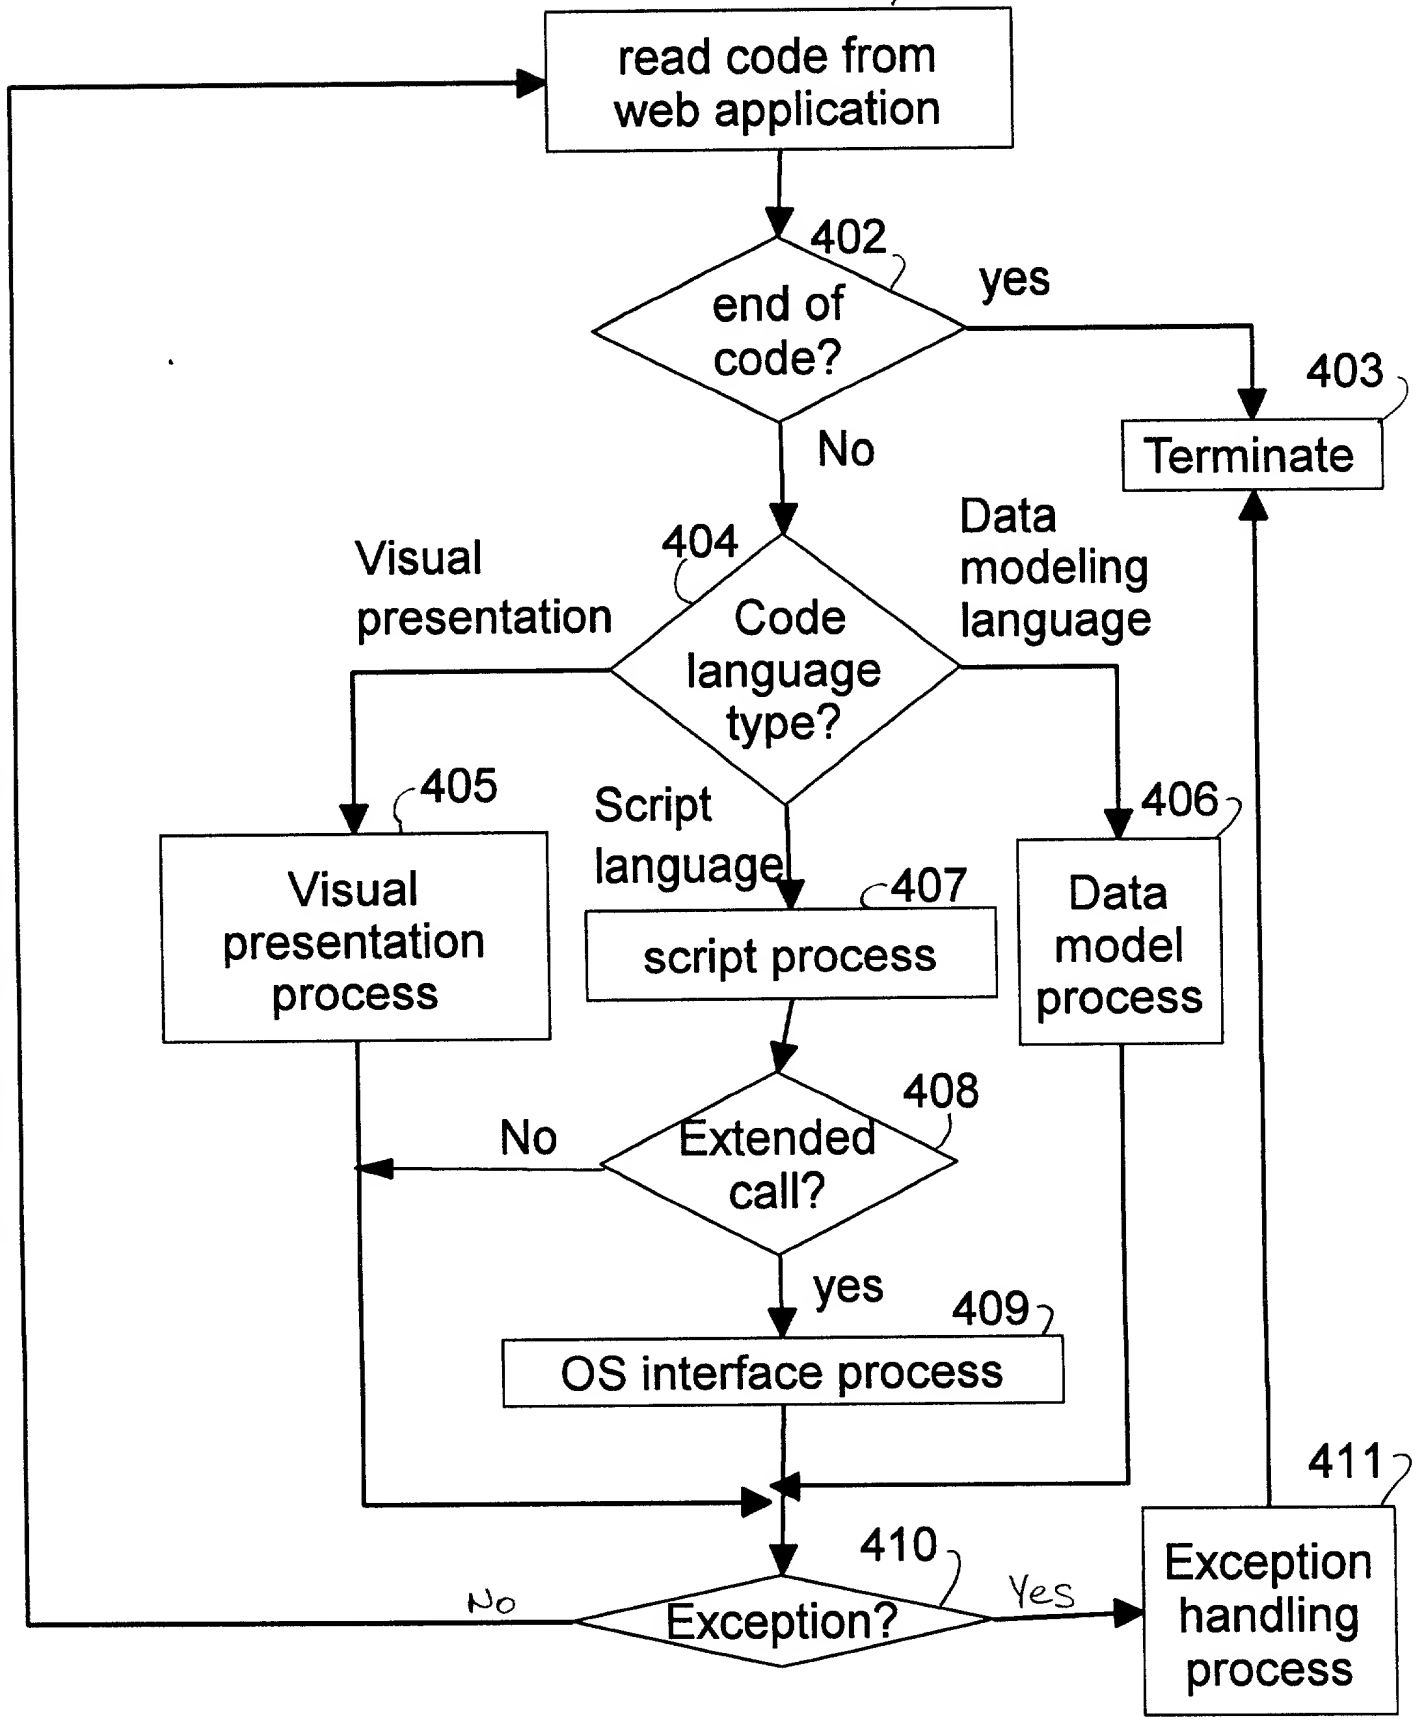 read code from
web application
402
end of
code?
yes
403
Terminate
No
404
Visual
presentation
Data
modeling
language
Code
language
type?
405
Script
language
406
407
Visual
presentation
process
script process
Data
model
process
408
Extended
call?
No
yes
409
OS interface process
410
411
Exception?
No
Yes
Exception
handling
process